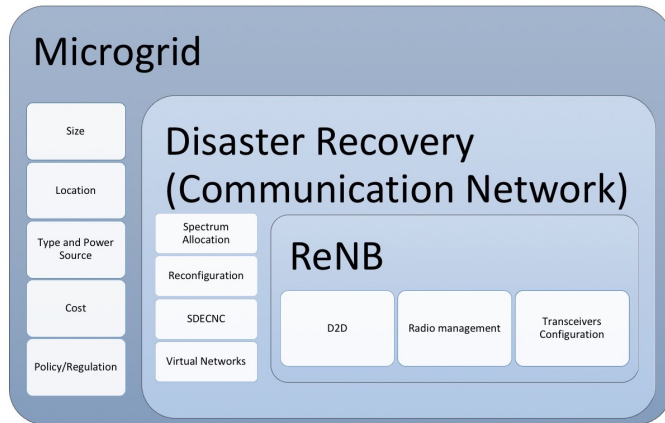 Microgrid
Size
Location
Type and Power
Source
Cost
Policy/Regulation
Disaster Recovery
(Communication Network)
Spectrum
Allocation
Reconfiguration
SDECNC
Virtual Networks
ReNB
D2D
Radio management
Transceivers
Configuration